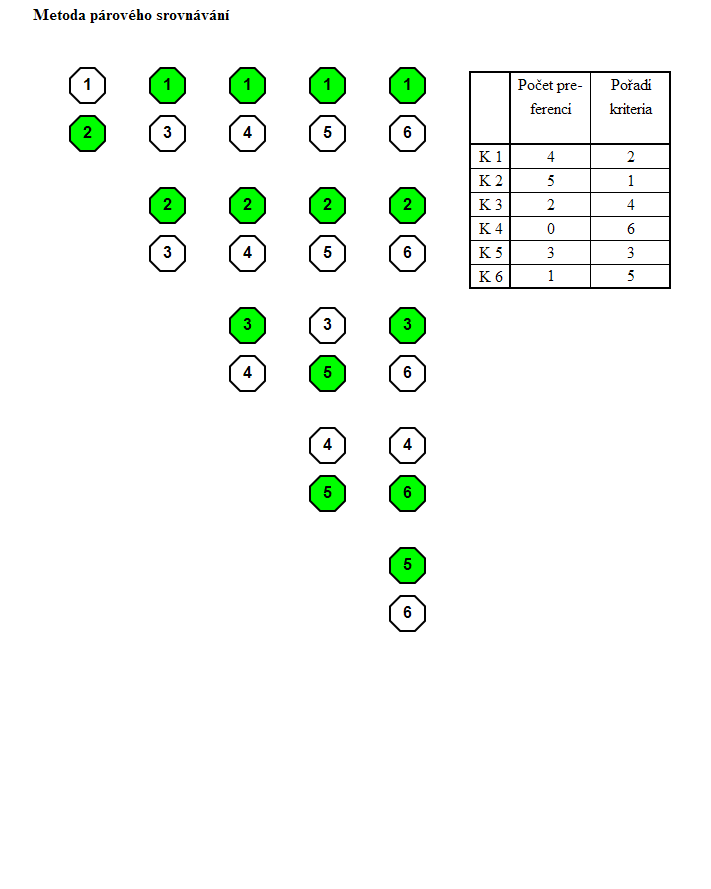 Metoda párového srovnávání
1 1 1 1 1
2 3 4 5 6
2 2 2 2
3 4 5 6
3 3 3
4 5 6
4 4
5 6
5
6
Počet pre- Pořadi
ferenci kriteria
K 1 4 2
K 2 5 1
K 3 2 4
K 4 0 6
K 5 3 3
K 6 1 5